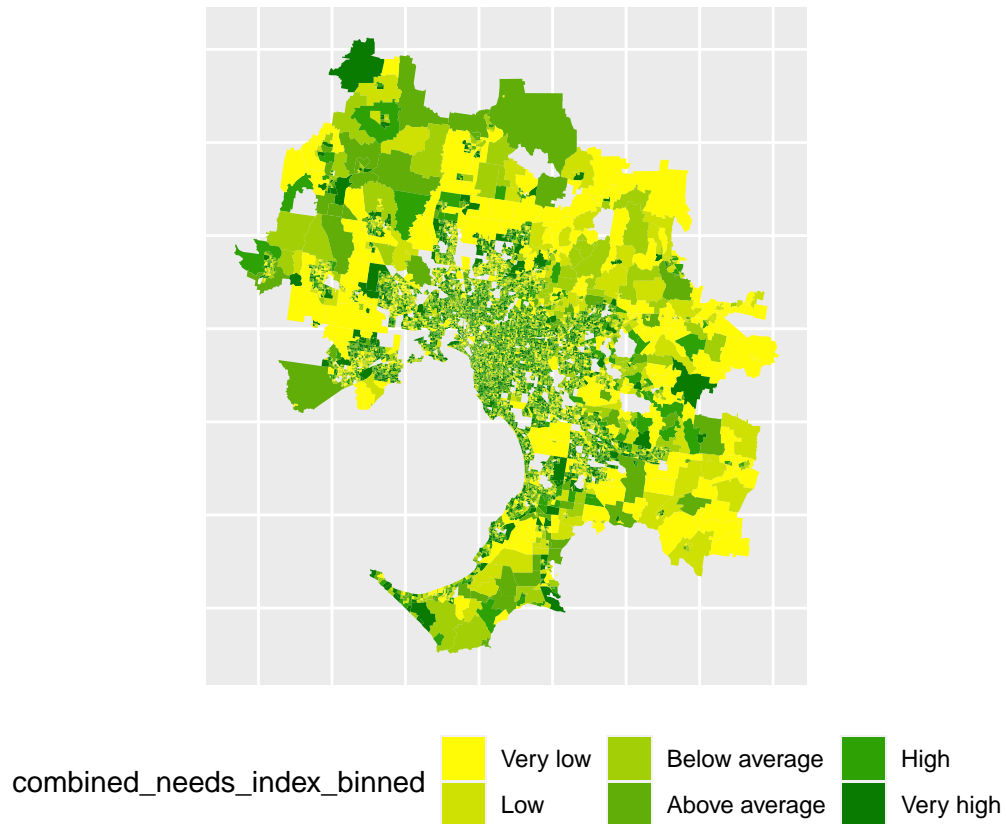 combined_needs_index_binned
Very low
Low
Below average
Above average
High
Very high